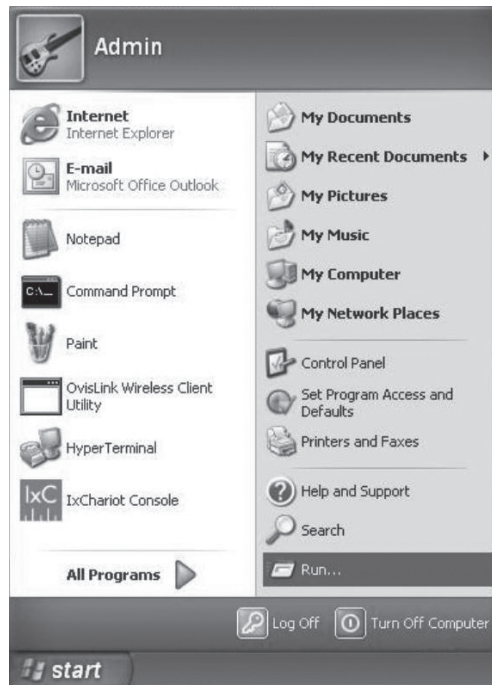 Admin
Internet
Internet Explorer
E-mail
Microsoft Office Outlook
Notepad
C:\_
Command Prompt
Paint
OvisLink Wireless Client
Utility
HyperTerminal
IxC
IxChariot Console
All Programs
My Documents
My Recent Documents
My Pictures
My Music
My Computer
My Network Places
Control Panel
Set Program Access and
Defaults
Printers and Faxes
Help and Support
Search
Run...
Log Off
Turn Off Computer
start